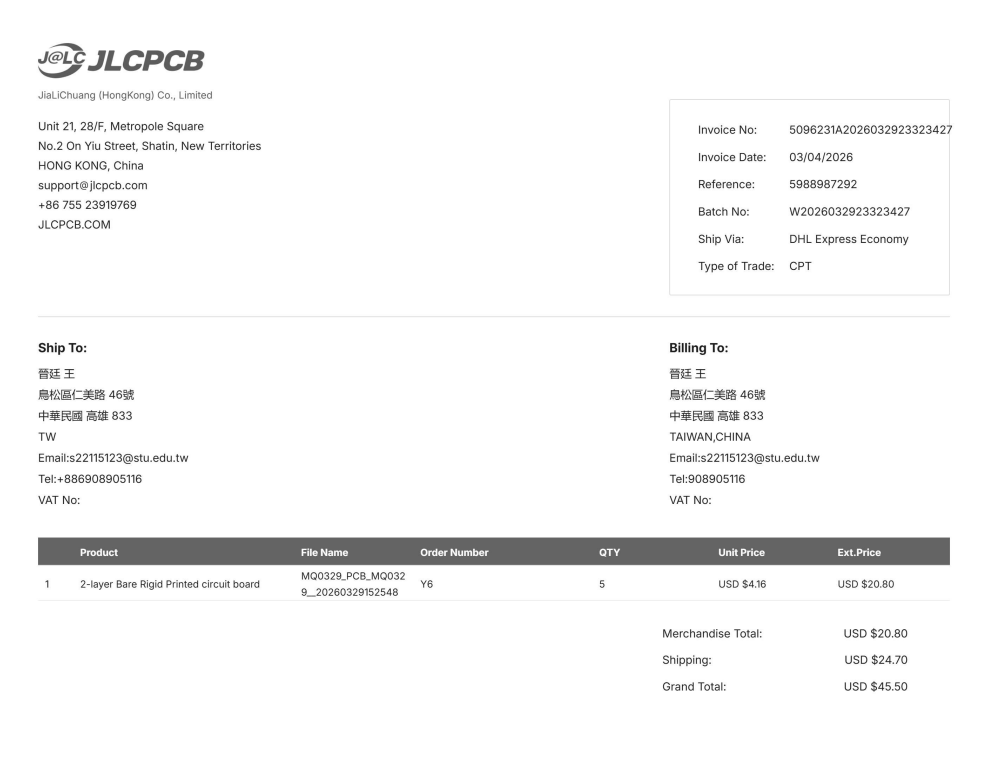 J@LC JLCPCB
JiaLiChuang (HongKong) Co., Limited
Unit 21, 28/F, Metropole Square
No.2 On Yiu Street, Shatin, New Territories
HONG KONG, China
support@jlcpcb.com
+86 755 23919769
JLCPCB.COM
Invoice No: 5096231A2026032923323427
Invoice Date: 03/04/2026
Reference: 5988987292
Batch No: W2026032923323427
Ship Via: DHL Express Economy
Type of Trade: CPT
Ship To:
晉廷 王
鳥松區仁美路 46號
中華民國 高雄 833
TW
Email:s22115123@stu.edu.tw
Tel:+886908905116
VAT No:
Billing To:
晉廷 王
鳥松區仁美路 46號
中華民國 高雄 833
TAIWAN,CHINA
Email:s22115123@stu.edu.tw
Tel:908905116
VAT No:
Product File Name Order Number QTY Unit Price Ext.Price
1 2-layer Bare Rigid Printed circuit board MQ0329_PCB_MQ032 Y6 5 USD $4.16 USD $20.80
9__20260329152548
Merchandise Total: USD $20.80
Shipping: USD $24.70
Grand Total: USD $45.50